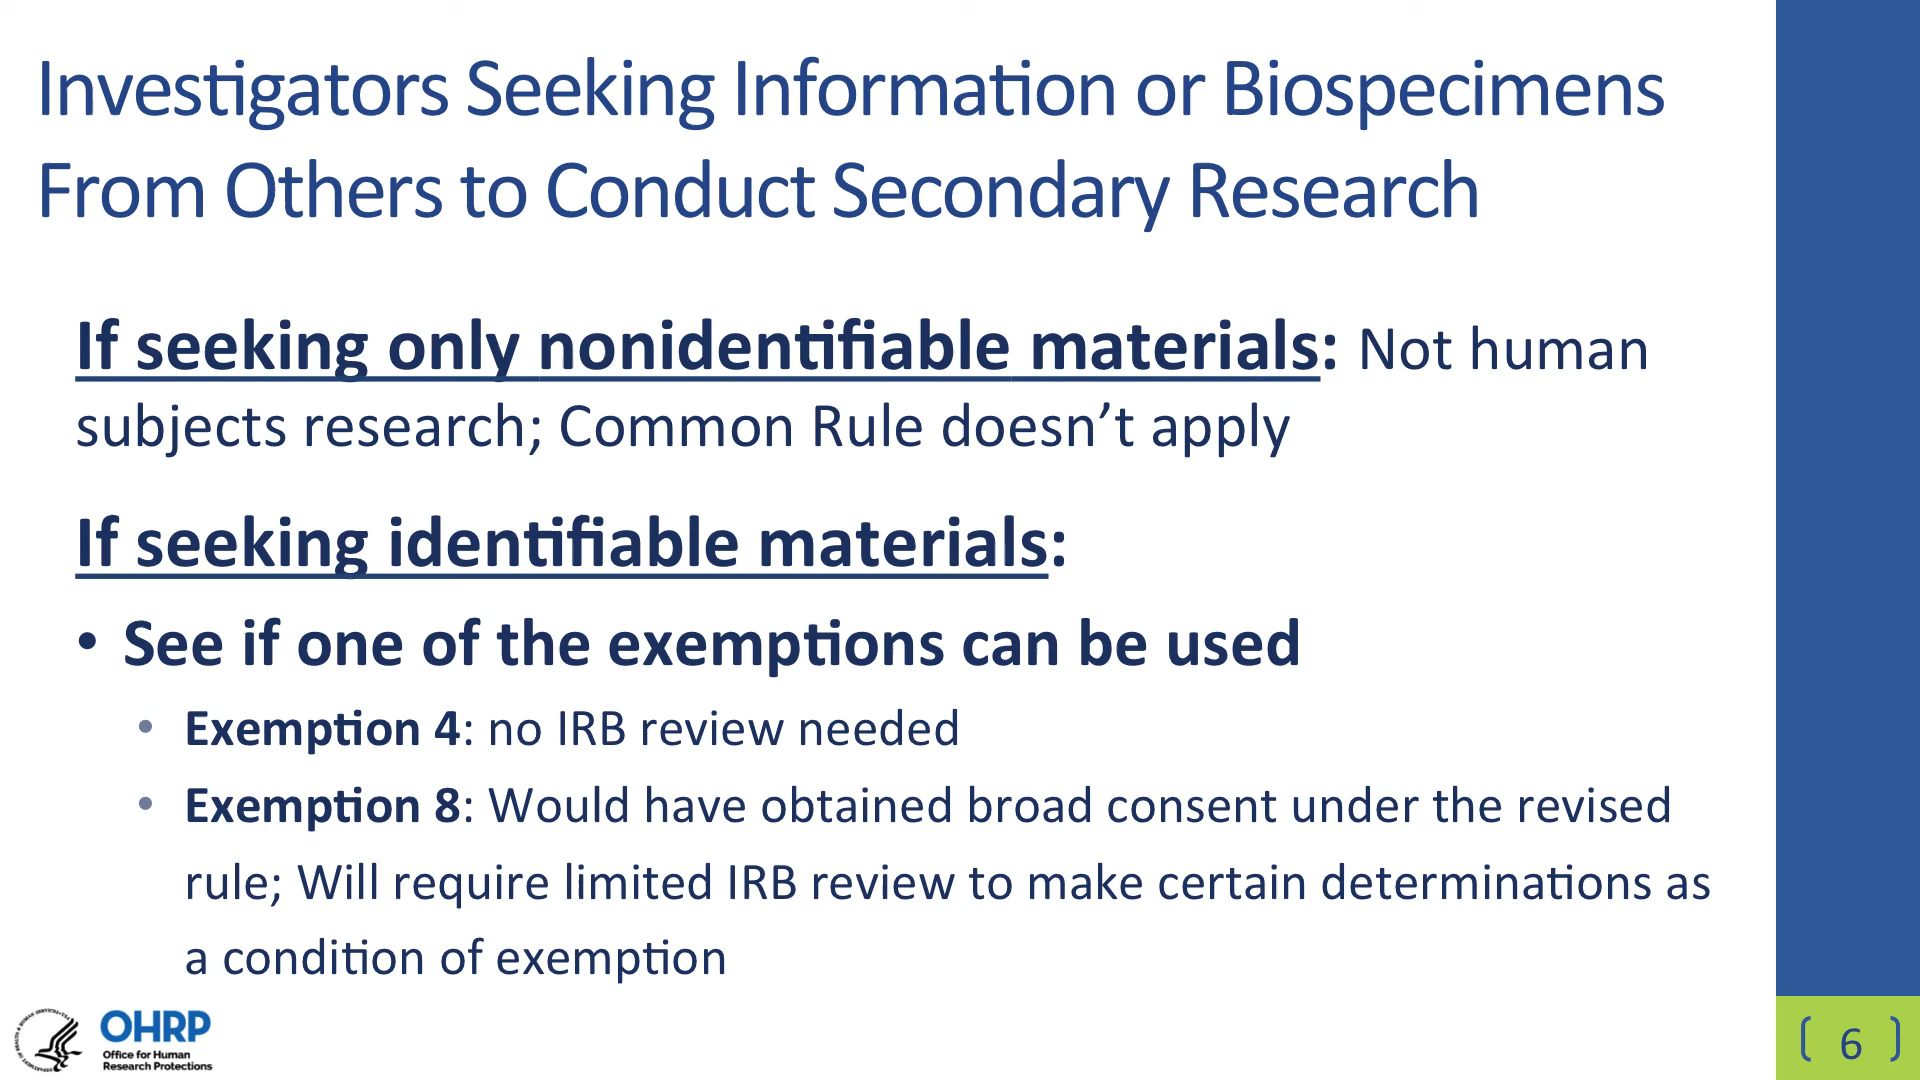 Investigators Seeking Information or Biospecimens
From Others to Conduct Secondary Research
If seeking only nonidentifiable materials: Not human
subjects research; Common Rule doesn’t apply
If seeking identifiable materials:
• See if one of the exemptions can be used
• Exemption 4: no IRB review needed
• Exemption 8: Would have obtained broad consent under the revised
rule; Will require limited IRB review to make certain determinations as
a condition of exemption
OHRP
Office for Human
Research Protections
[ 6 ]